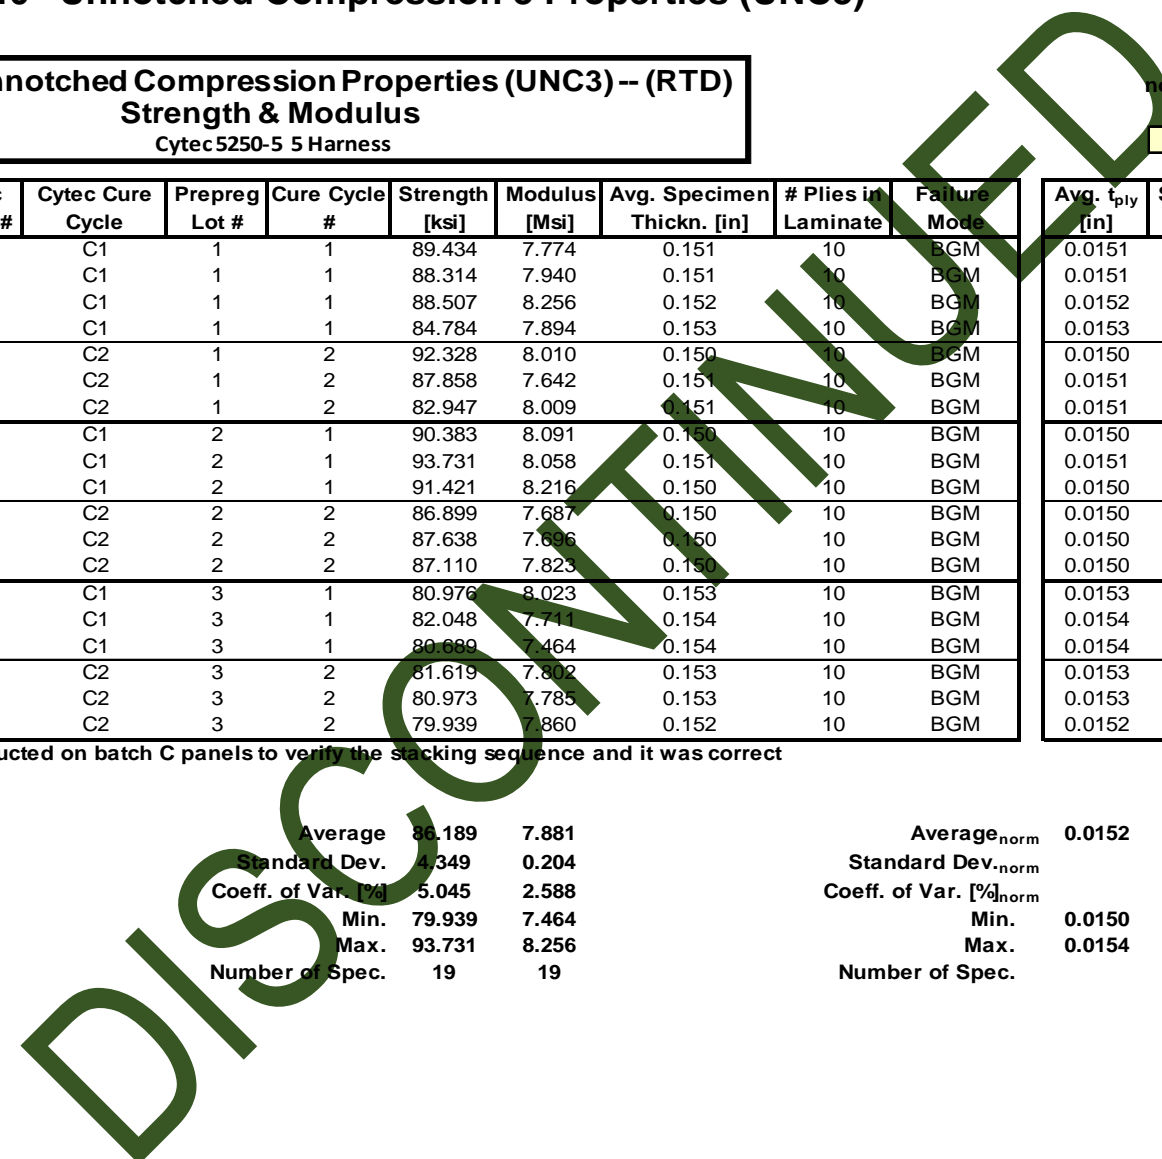 Unnotched Compression 3 Properties (UNC3)
nnotched Compression Properties (UNC3) -- (RTD)
Strength & Modulus
Cytec 5250-5 5 Harness
# Cytec Cure Cycle Prepreg Lot # Cure Cycle # Strength [ksi] Modulus [Msi] Avg. Specimen Thickn. [in] # Plies in Laminate Failure Mode Avg. tply [in]
C1 1 1 89.434 7.774 0.151 10 BGM 0.0151
C1 1 1 88.314 7.940 0.151 10 BGM 0.0151
C1 1 1 88.507 8.256 0.152 10 BGM 0.0152
C1 1 1 84.784 7.894 0.153 10 BGM 0.0153
C2 1 2 92.328 8.010 0.150 10 BGM 0.0150
C2 1 2 87.858 7.642 0.151 10 BGM 0.0151
C2 1 2 82.947 8.009 0.151 10 BGM 0.0151
C1 2 1 90.383 8.091 0.150 10 BGM 0.0150
C1 2 1 93.731 8.058 0.151 10 BGM 0.0151
C1 2 1 91.421 8.216 0.150 10 BGM 0.0150
C2 2 2 86.899 7.687 0.150 10 BGM 0.0150
C2 2 2 87.638 7.696 0.150 10 BGM 0.0150
C2 2 2 87.110 7.823 0.150 10 BGM 0.0150
C1 3 1 80.976 8.023 0.153 10 BGM 0.0153
C1 3 1 82.048 7.711 0.154 10 BGM 0.0154
C1 3 1 80.689 7.464 0.154 10 BGM 0.0154
C2 3 2 81.619 7.802 0.153 10 BGM 0.0153
C2 3 2 80.973 7.785 0.153 10 BGM 0.0153
C2 3 2 79.939 7.860 0.152 10 BGM 0.0152
ucted on batch C panels to verify the stacking sequence and it was correct
Average 86.189 7.881 Averagenorm 0.0152
Standard Dev. 4.349 0.204 Standard Dev.norm
Coeff. of Var. [%] 5.045 2.588 Coeff. of Var. [%]norm
Min. 79.939 7.464 Min. 0.0150
Max. 93.731 8.256 Max. 0.0154
Number of Spec. 19 19 Number of Spec.
DISCONTINUED